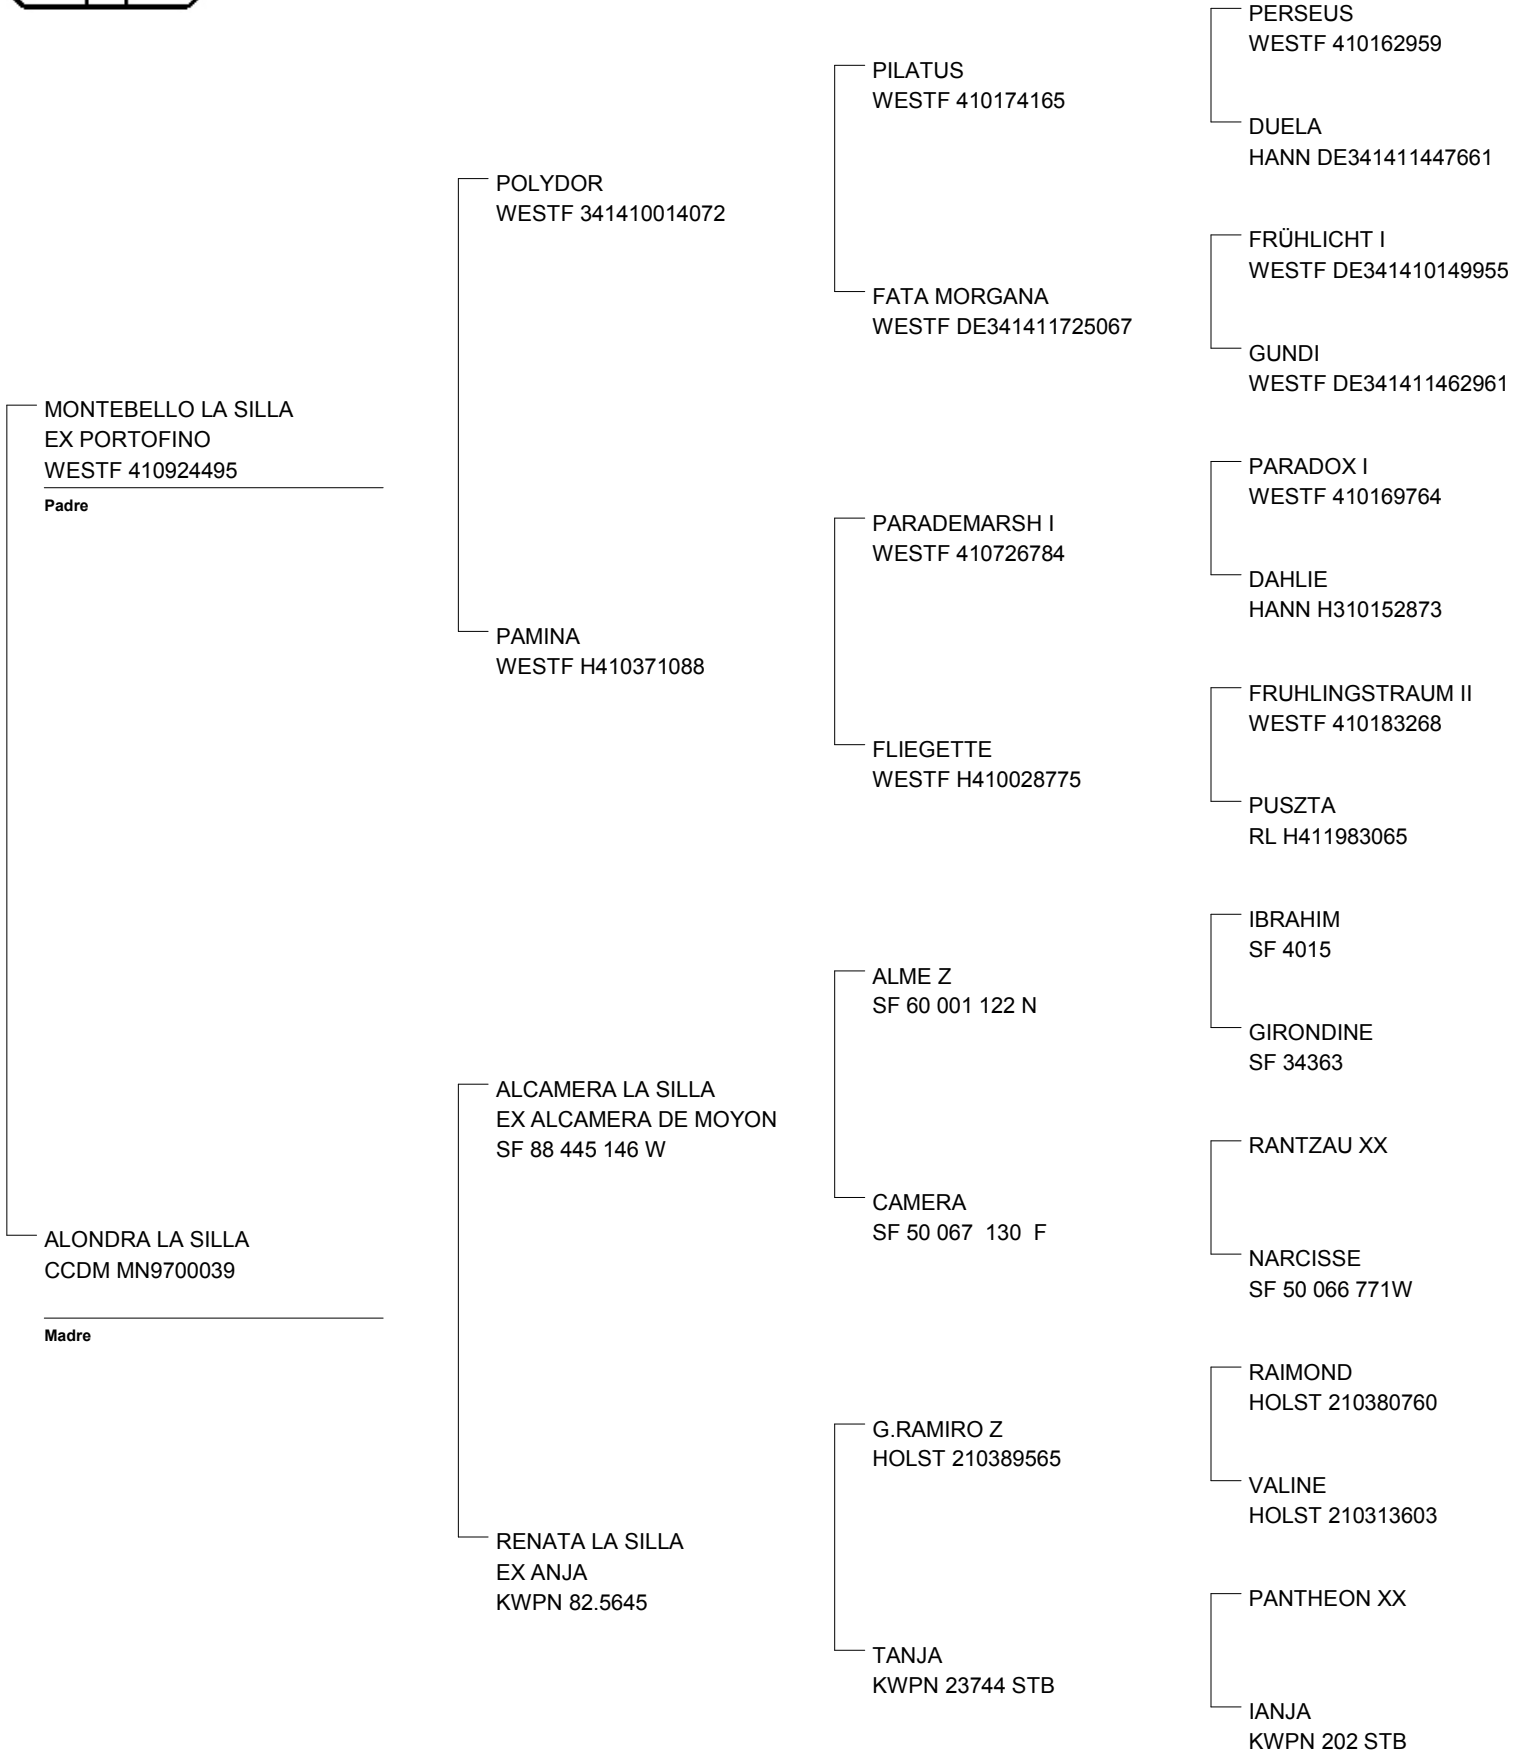 PERSEUS
WESTF 410162959
PILATUS
WESTF 410174165
DUELA
HANN DE341411447661
POLYDOR
WESTF 341410014072
FRÜHLICHT I
WESTF DE341410149955
FATA MORGANA
WESTF DE341411725067
GUNDI
WESTF DE341411462961
MONTEBELLO LA SILLA
EX PORTOFINO
WESTF 410924495
Padre
PARADOX I
WESTF 410169764
PARADEMARSH I
WESTF 410726784
DAHLIE
HANN H310152873
PAMINA
WESTF H410371088
FRUHLINGSTRAUM II
WESTF 410183268
FLIEGETTE
WESTF H410028775
PUSZTA
RL H411983065
IBRAHIM
SF 4015
ALME Z
SF 60 001 122 N
GIRONDINE
SF 34363
ALCAMERA LA SILLA
EX ALCAMERA DE MOYON
SF 88 445 146 W
RANTZAU XX
CAMERA
SF 50 067 130 F
NARCISSE
SF 50 066 771W
ALONDRA LA SILLA
CCDM MN9700039
Madre
RAIMOND
HOLST 210380760
G.RAMIRO Z
HOLST 210389565
VALINE
HOLST 210313603
RENATA LA SILLA
EX ANJA
KWPN 82.5645
PANTHEON XX
TANJA
KWPN 23744 STB
IANJA
KWPN 202 STB